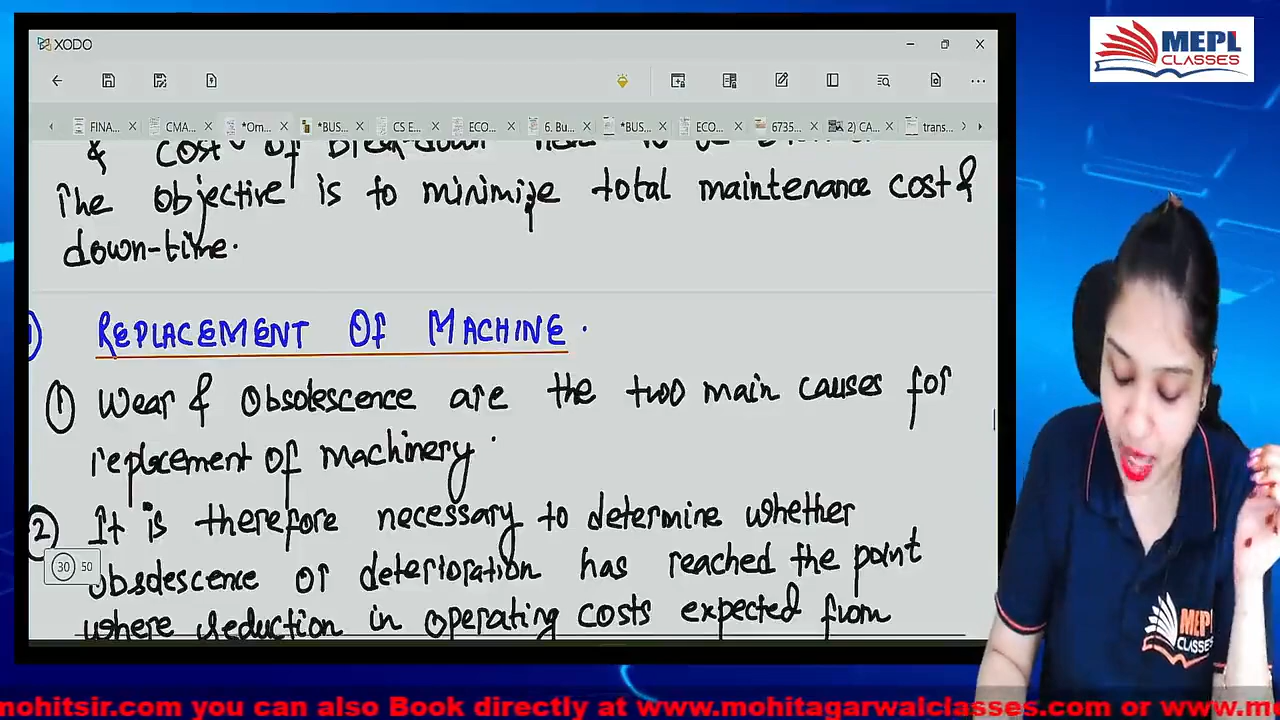 XODO
MEPL
CLASSES
FINA...
CMA...
*Om...
*BUS...
CS E...
ECO...
6. Bu...
*BUS...
ECO...
6735...
2) CA...
trans...
& cost of Break-down
The objective is to minimize total maintenance cost &
down-time.
REPLACEMENT OF MACHINE.
① Wear & Obsolescence are the two main causes for
replacement of machinery.
② It is therefore necessary to determine whether
obsolescence or deterioration has reached the point
where reduction in operating costs expected from
30 50
MEPL
CLASSES
mohitsir.com you can also Book directly at www.mohitagarwalclasses.com or www.m